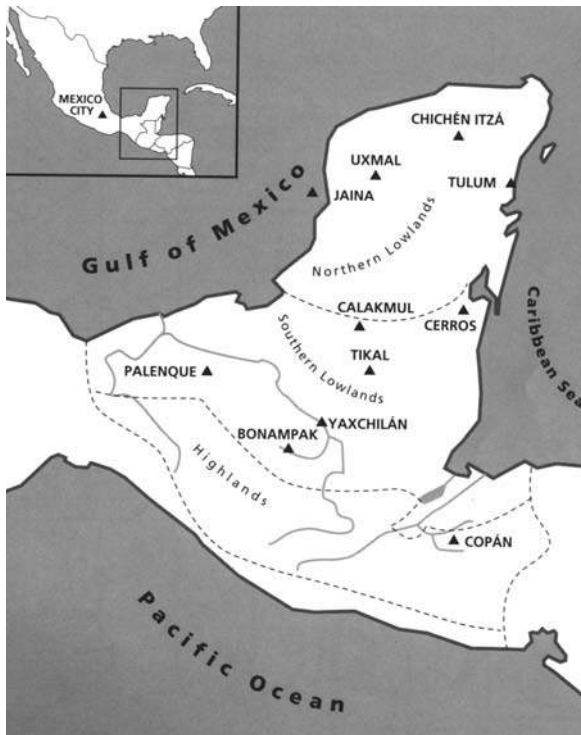 MEXICO
CITY
CHICHÉN ITZÁ
UXMAL
JAINA
TULUM
Gulf of Mexico
Northern Lowlands
CALAKMUL
CERROS
Caribbean Sea
Southern Lowlands
TIKAL
PALENQUE
YAXCHILÁN
BONAMPAK
Highlands
COPÁN
Pacific Ocean